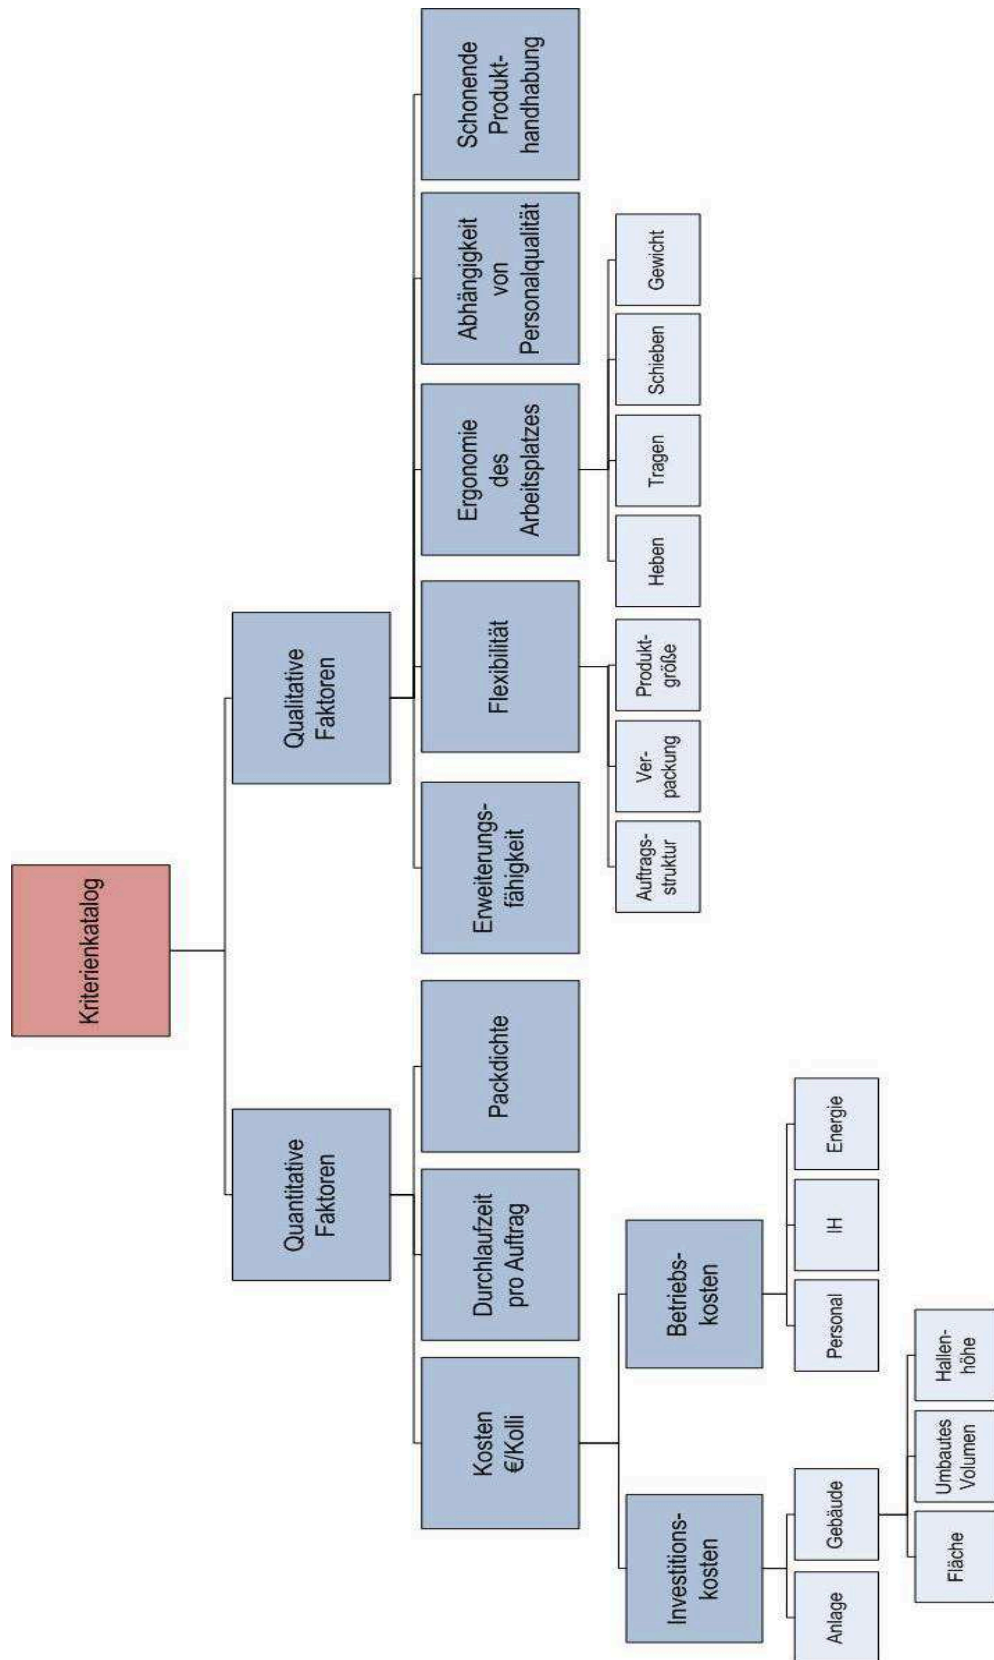 Kriterienkatalog
Quantitative
Faktoren
Qualitative
Faktoren
Kosten
€/Kolli
Durchlaufzeit
pro Auftrag
Packdichte
Erweiterungs-
fähigkeit
Flexibilität
Ergonomie
des
Arbeitsplatzes
Abhängigkeit
von
Personalqualität
Schonende
Produkt-
handhabung
Investitions-
kosten
Betriebs-
kosten
Auftrags-
struktur
Ver-
packung
Produkt-
größe
Heben
Tragen
Schieben
Gewicht
Anlage
Gebäude
Personal
IH
Energie
Fläche
Umbautes
Volumen
Hallen-
höhe